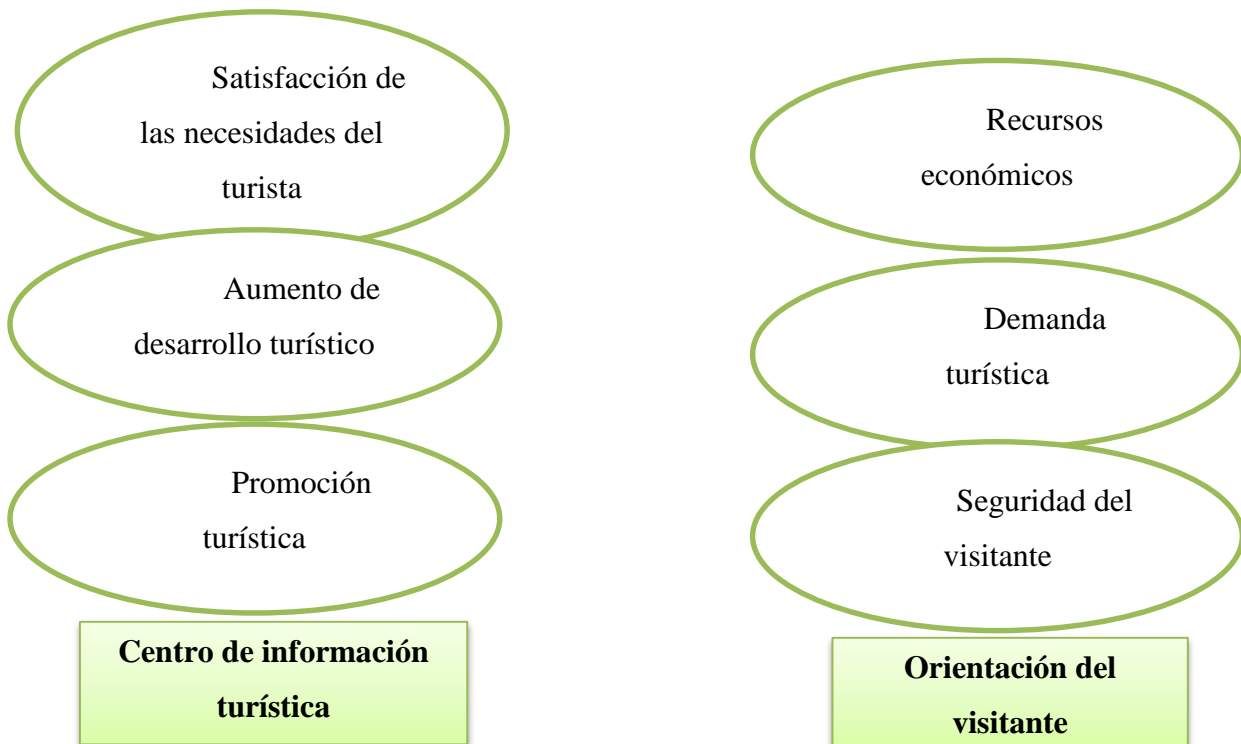 Satisfacción de
las necesidades del
turista
Aumento de
desarrollo turístico
Promoción
turística
Centro de información
turística
Recursos
económicos
Demanda
turística
Seguridad del
visitante
Orientación del
visitante